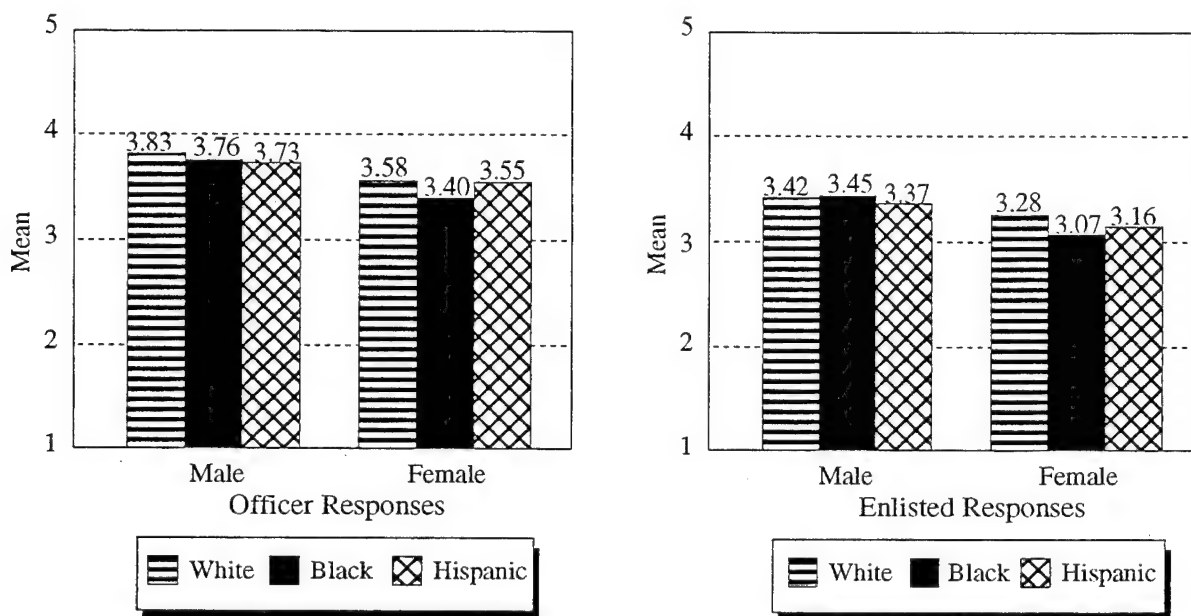 5
4
3
2
1
Mean
3.83 3.76 3.73
3.58 3.40 3.55
Male Female
Officer Responses
White Black Hispanic
5
4
3
2
1
Mean
3.42 3.45 3.37
3.28 3.07 3.16
Male Female
Enlisted Responses
White Black Hispanic